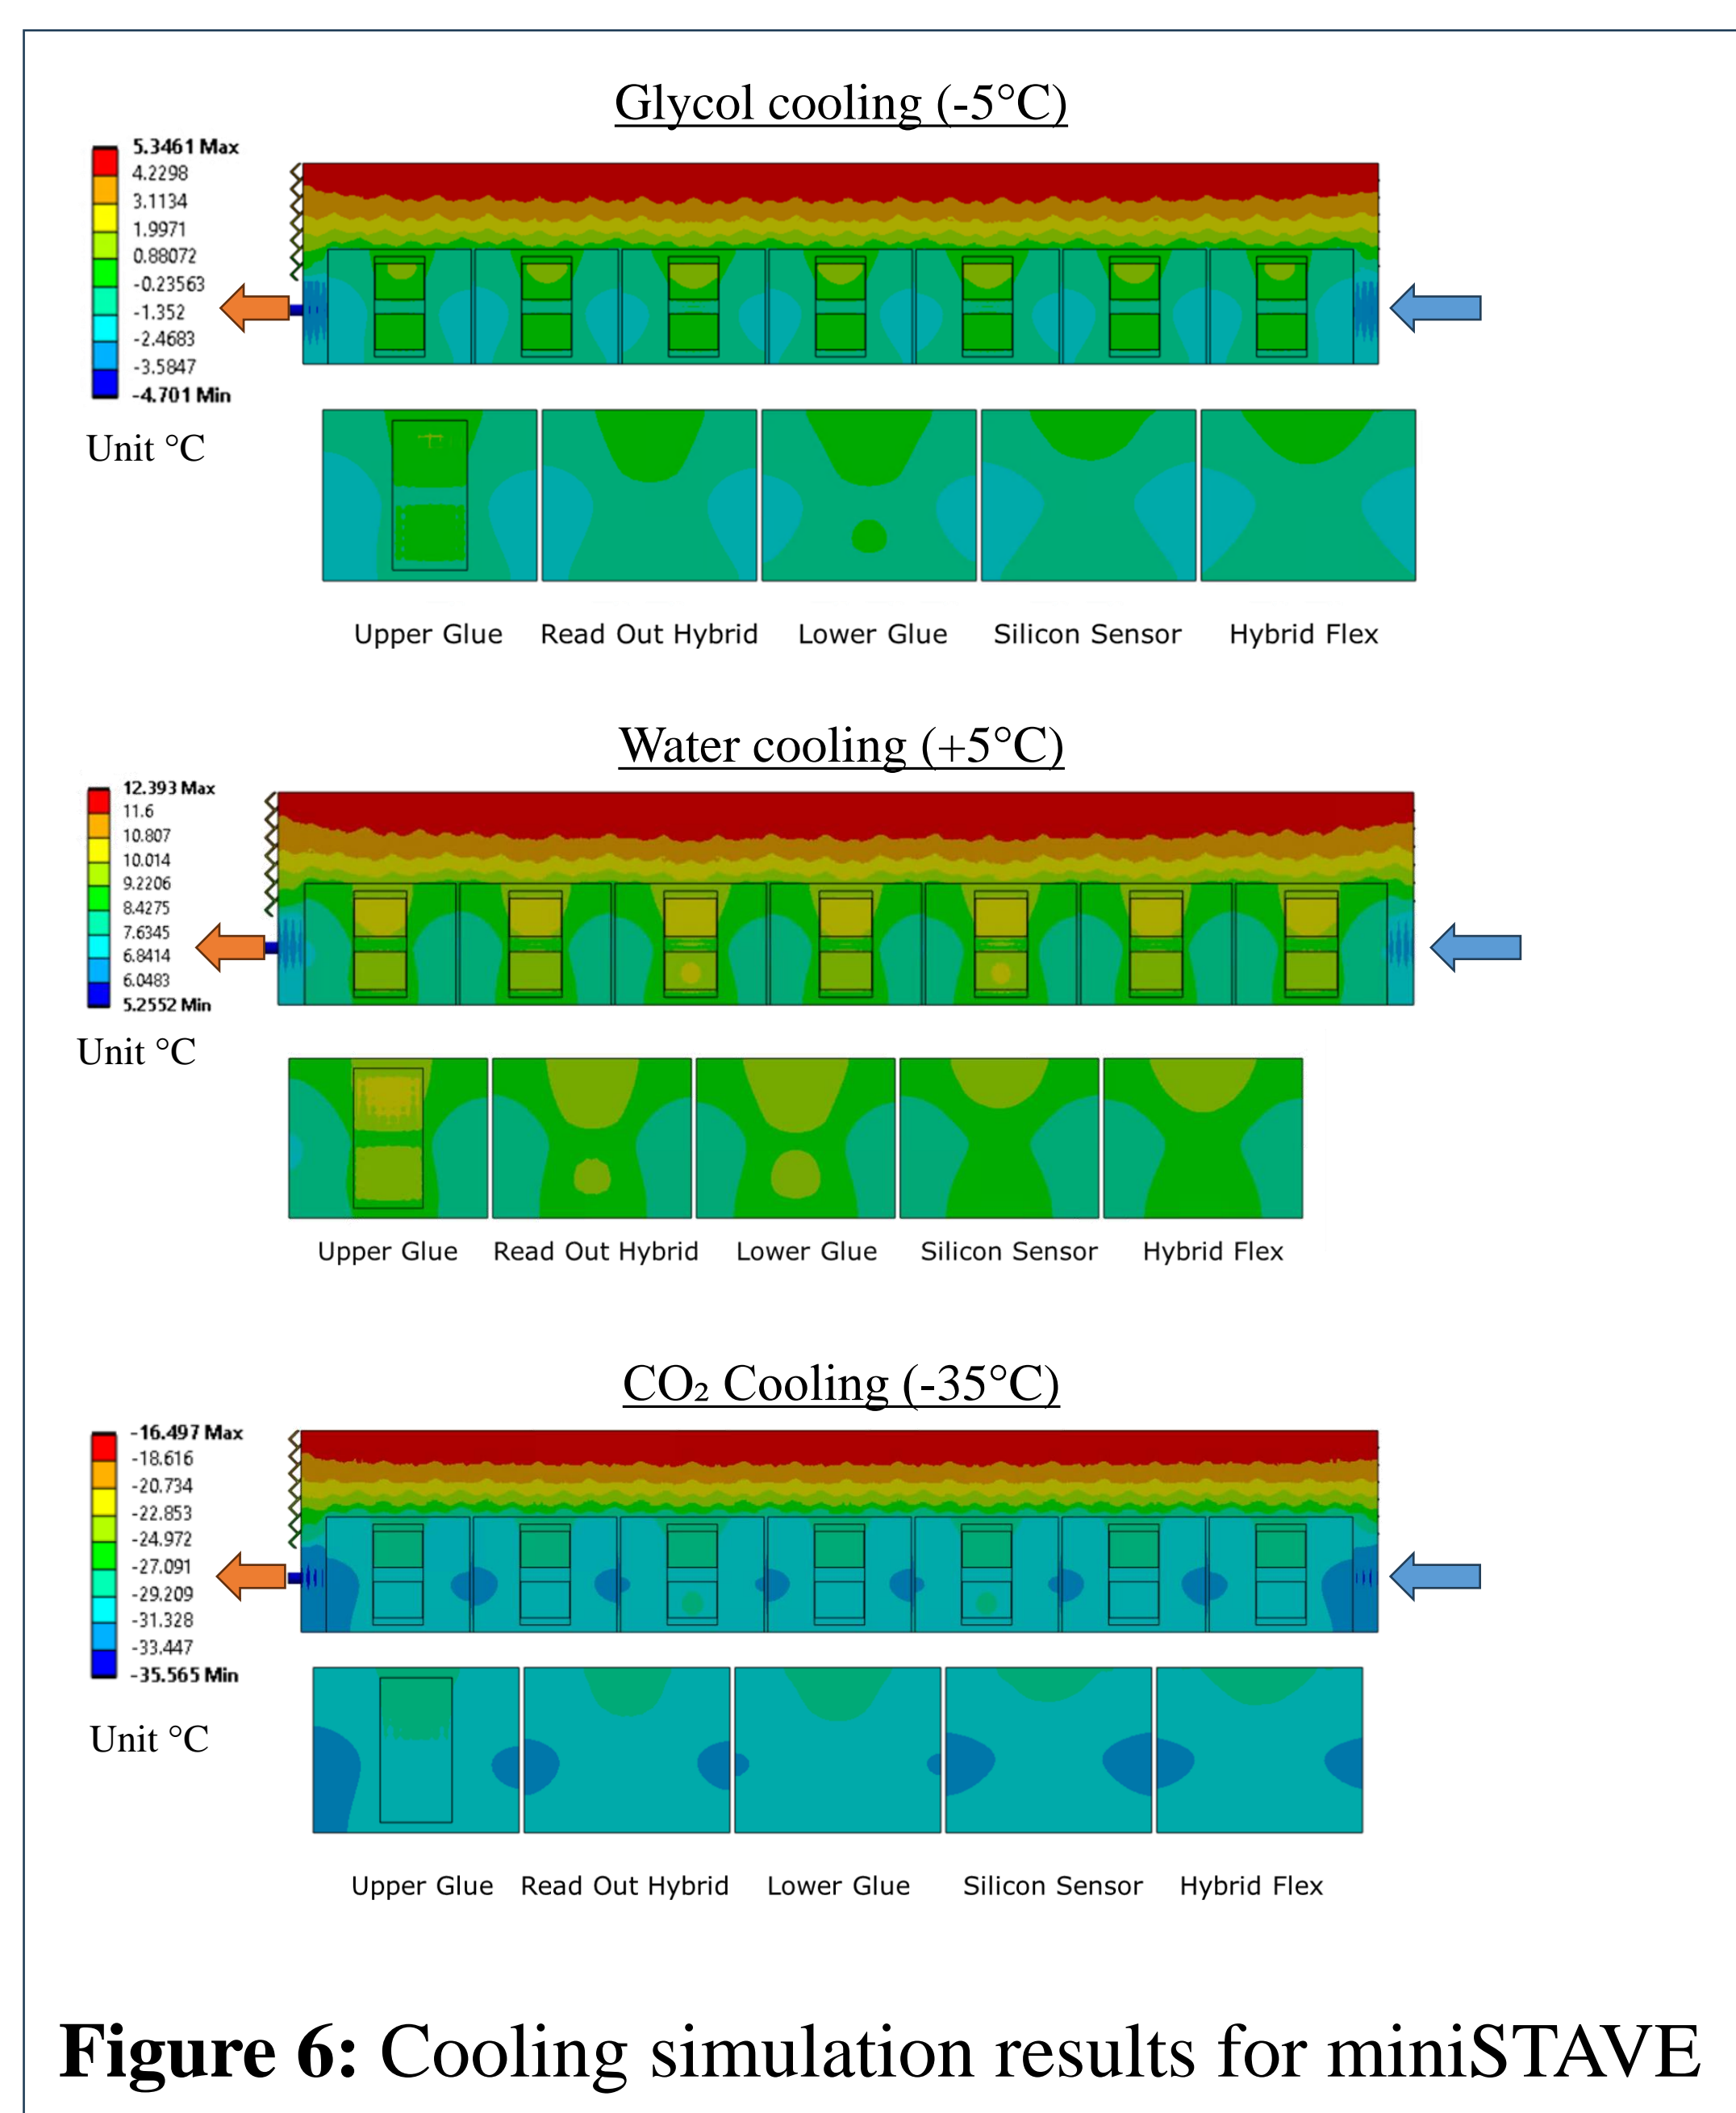 Glycol cooling (-5°C)
5.3461 Max
4.2298
3.1134
1.9971
0.88072
-0.23563
-1.352
-2.4683
-3.5847
-4.701 Min
Unit °C
Upper Glue Read Out Hybrid Lower Glue Silicon Sensor Hybrid Flex
Water cooling (+5°C)
12.393 Max
11.6
10.807
10.014
9.2206
8.4275
7.6345
6.8414
6.0483
5.2552 Min
Unit °C
Upper Glue Read Out Hybrid Lower Glue Silicon Sensor Hybrid Flex
CO₂ Cooling (-35°C)
-16.497 Max
-18.616
-20.734
-22.853
-24.972
-27.091
-29.209
-31.328
-33.447
-35.565 Min
Unit °C
Upper Glue Read Out Hybrid Lower Glue Silicon Sensor Hybrid Flex
Figure 6: Cooling simulation results for miniSTAVE